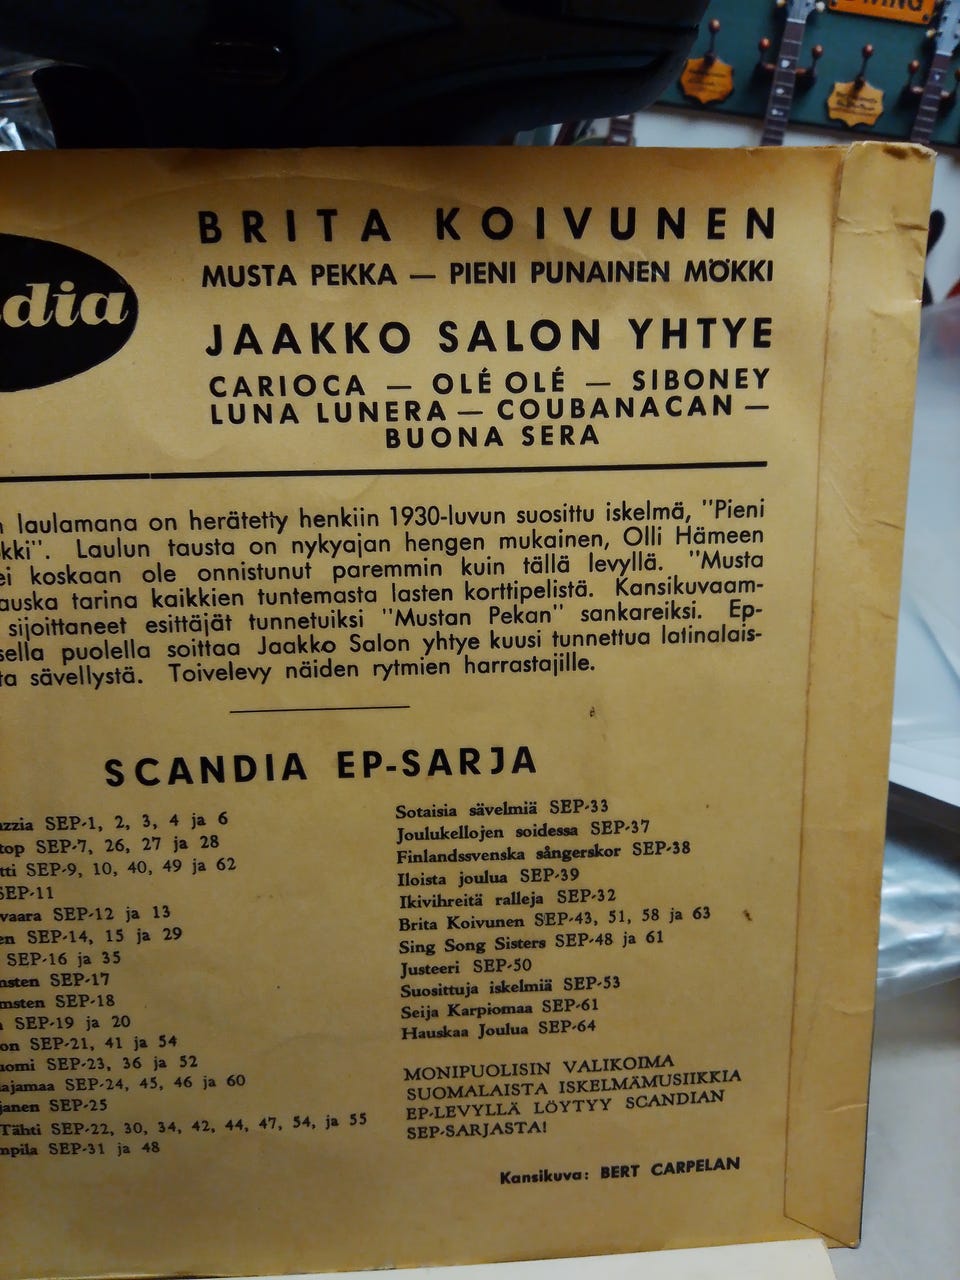 BRITA KOIVUNEN
MUSTA PEKKA — PIENI PUNAINEN MÖKKI
dia
JAAKKO SALON YHTYE
CARIOCA — OLÉ OLÉ — SIBONEY
LUNA LUNERA — COUBANACAN —
BUONA SERA
laulamana on herätetty henkiin 1930-luvun suosittu iskelmä, "Pieni
kki". Laulun tausta on nykyajan hengen mukainen, Olli Hämeen
ei koskaan ole onnistunut paremmin kuin tällä levyllä. "Musta
auska tarina kaikkien tuntemasta lasten korttipelistä. Kansikuvaam-
sijoittaneet esittäjät tunnetuiksi "Mustan Pekan" sankareiksi. Ep-
sella puolella soittaa Jaakko Salon yhtye kuusi tunnettua latinalais-
ta sävellystä. Toivelevy näiden rytmien harrastajille.
SCANDIA EP-SARJA
azzia SEP-1, 2, 3, 4 ja 6
top SEP-7, 26, 27 ja 28
tti SEP-9, 10, 40, 49 ja 62
SEP-11
vaara SEP-12 ja 13
en SEP-14, 15 ja 29
SEP-16 ja 35
msten SEP-17
msten SEP-18
SEP-19 ja 20
on SEP-21, 41 ja 54
uomi SEP-23, 36 ja 52
ajamaa SEP-24, 45, 46 ja 60
janen SEP-25
Tähti SEP-22, 30, 34, 42, 44, 47, 54, ja 55
mpila SEP-31 ja 48
Sotaisia sävelmiä SEP-33
Joulukellojen soidessa SEP-37
Finlandssvenska sångerskor SEP-38
Iloista joulua SEP-39
Ikivihreitä ralleja SEP-32
Brita Koivunen SEP-43, 51, 58 ja 63
Sing Song Sisters SEP-48 ja 61
Justeeri SEP-50
Suosittuja iskelmiä SEP-53
Seija Karpiomaa SEP-61
Hauskaa Joulua SEP-64
MONIPUOLISIN VALIKOIMA
SUOMALAISTA ISKELMÄMUSIIKKIA
EP-LEVYLLÄ LÖYTYY SCANDIAN
SEP-SARJASTA!
Kansikuva: BERT CARPELAN